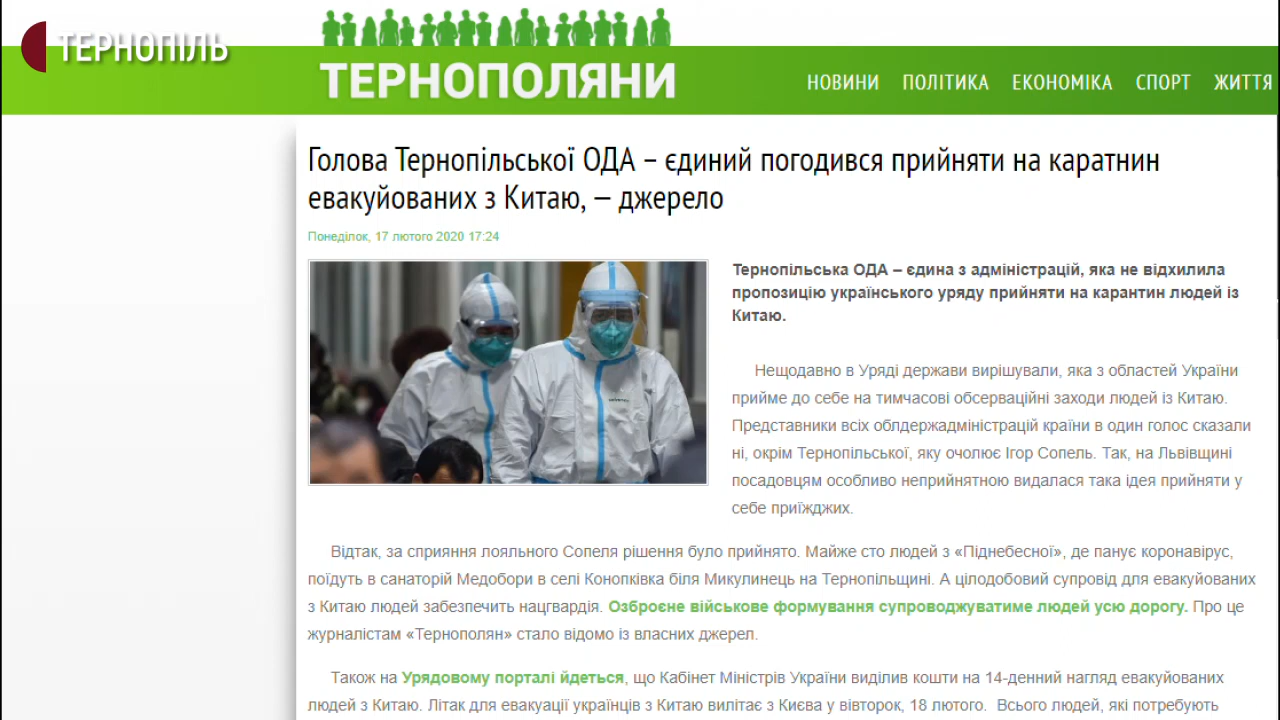 ТЕРНОПІЛЬ
ТЕРНОПОЛЯНИ
НОВИНИ ПОЛІТИКА ЕКОНОМІКА СПОРТ ЖИТТЯ
Голова Тернопільської ОДА – єдиний погодився прийняти на каратнин
евакуйованих з Китаю, — джерело
Понеділок, 17 лютого 2020 17:24
Тернопільська ОДА – єдина з адміністрацій, яка не відхилила
пропозицію українського уряду прийняти на карантин людей із
Китаю.
Нещодавно в Уряді держави вирішували, яка з областей України
прийме до себе на тимчасові обсерваційні заходи людей із Китаю.
Представники всіх облдержадміністрацій країни в один голос сказали
ні, окрім Тернопільської, яку очолює Ігор Сопель. Так, на Львівщині
посадовцям особливо неприйнятною видалася така ідея прийняти у
себе приїжджих.
Відтак, за сприяння лояльного Сопеля рішення було прийнято. Майже сто людей з «Піднебесної», де панує коронавірус,
поїдуть в санаторій Медобори в селі Конопківка біля Микулинець на Тернопільщині. А цілодобовий супровід для евакуйованих
з Китаю людей забезпечить нацгвардія. Озброєне військове формування супроводжуватиме людей усю дорогу. Про це
журналістам «Тернополян» стало відомо із власних джерел.
Також на Урядовому порталі йдеться, що Кабінет Міністрів України виділив кошти на 14-денний нагляд евакуйованих
людей з Китаю. Літак для евакуації українців з Китаю вилітає з Києва у вівторок, 18 лютого. Всього людей, які потребують